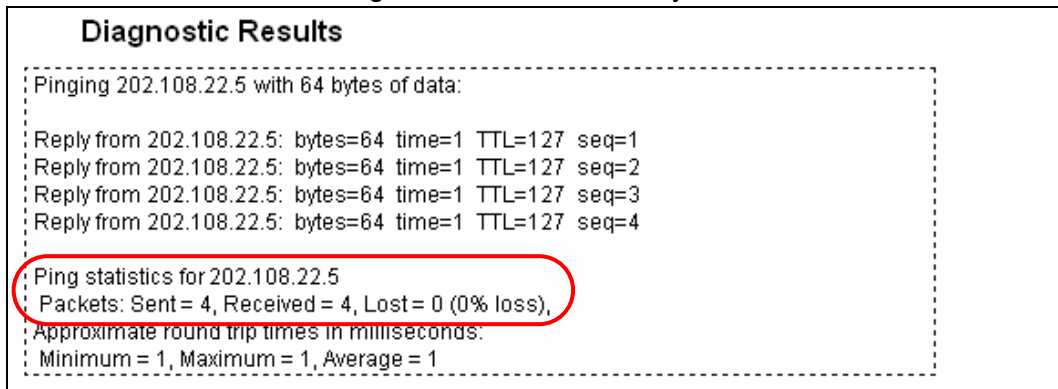 Diagnostic Results
Pinging 202.108.22.5 with 64 bytes of data:
Reply from 202.108.22.5: bytes=64 time=1 TTL=127 seq=1
Reply from 202.108.22.5: bytes=64 time=1 TTL=127 seq=2
Reply from 202.108.22.5: bytes=64 time=1 TTL=127 seq=3
Reply from 202.108.22.5: bytes=64 time=1 TTL=127 seq=4
Ping statistics for 202.108.22.5
Packets: Sent = 4, Received = 4, Lost = 0 (0% loss),
Approximate round trip times in milliseconds:
Minimum = 1, Maximum = 1, Average = 1